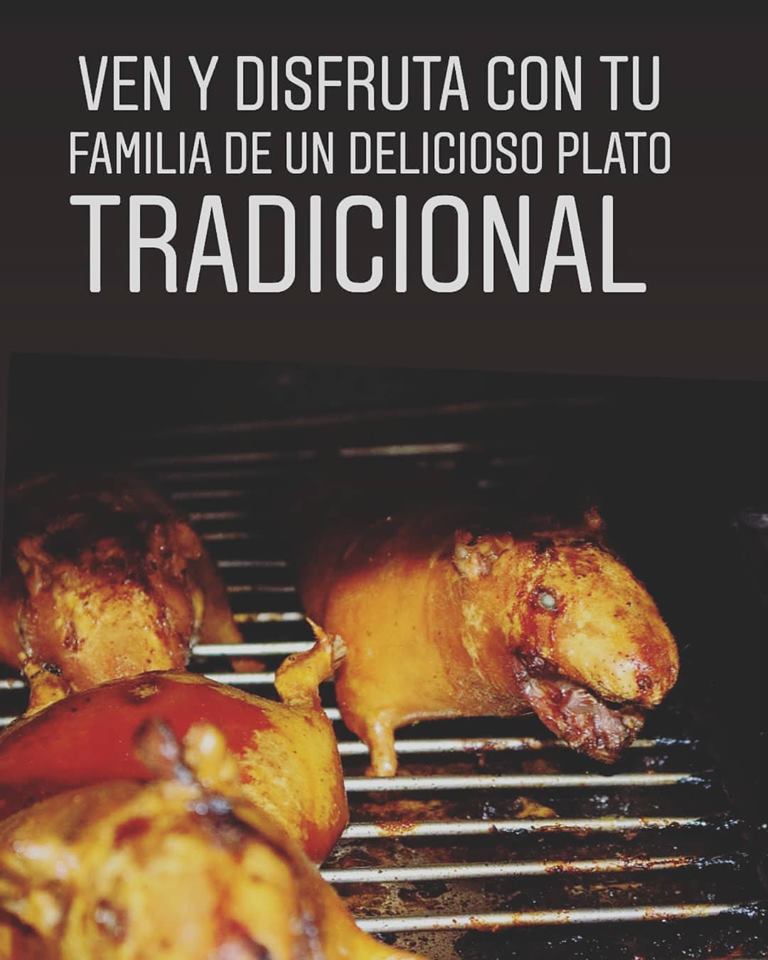 VEN Y DISFRUTA CON TU
FAMILIA DE UN DELICIOSO PLATO
TRADICIONAL